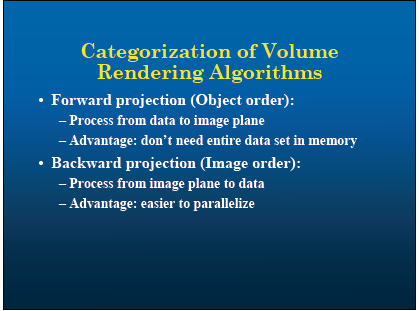 Categorization of Volume
Rendering Algorithms
• Forward projection (Object order):
– Process from data to image plane
– Advantage: don't need entire data set in memory
• Backward projection (Image order):
– Process from image plane to data
– Advantage: easier to parallelize